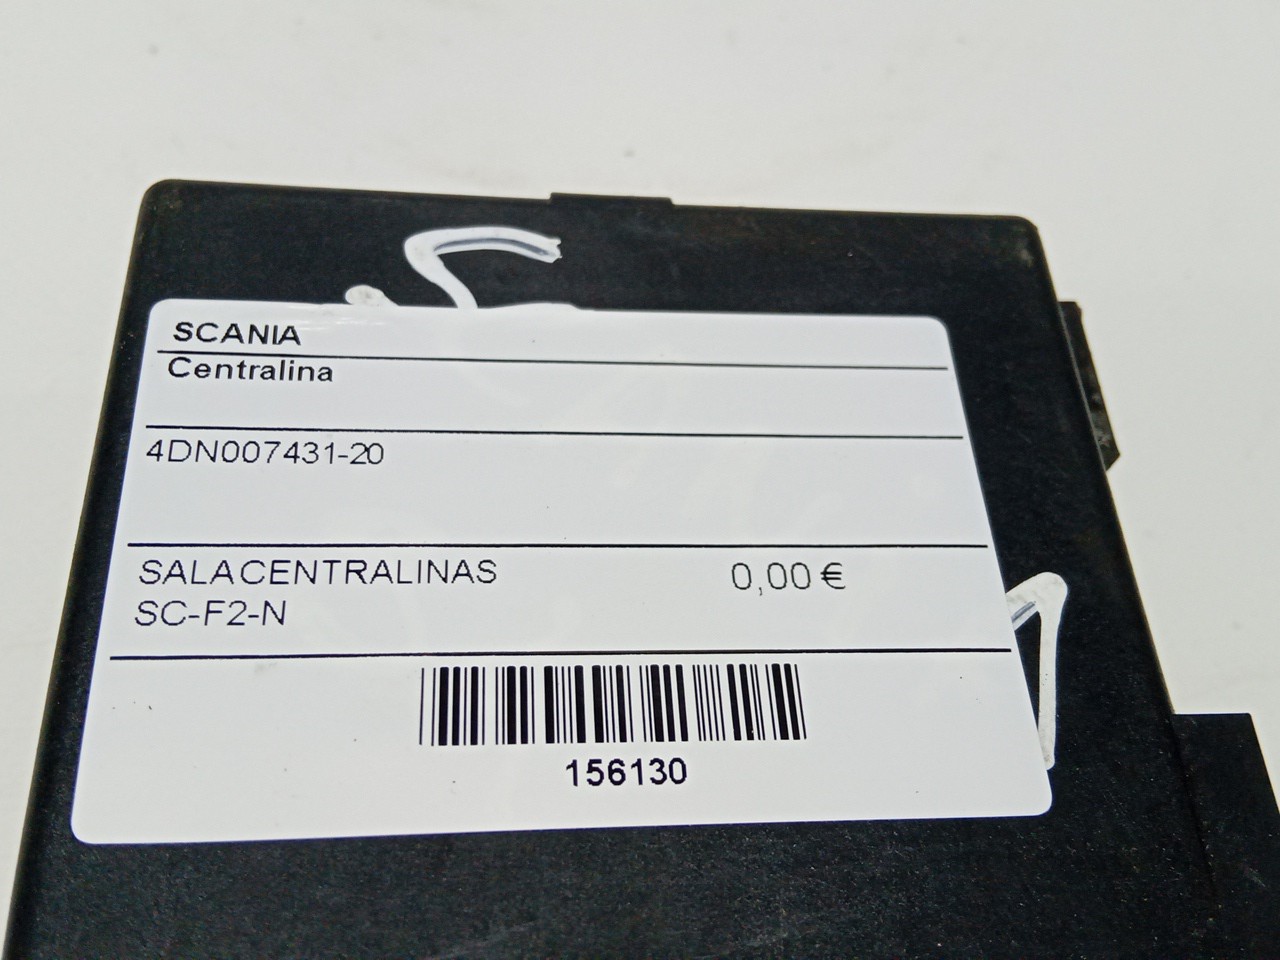 SCANIA
Centralina
4DN007431-20
SALACENTRALINAS 0,00 €
SC-F2-N
156130